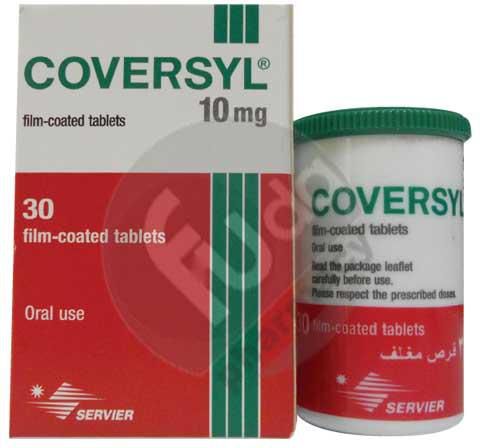 COVERSYL®
10 mg
film-coated tablets
30
film-coated tablets
Oral use
SERVIER
COVERSYL
film-coated tablets
Oral use
Read the package leaflet
carefully before use.
Please respect the prescribed doses.
30 film-coated tablets
قرص مغلف
SERVIER
fuda
pharmacy